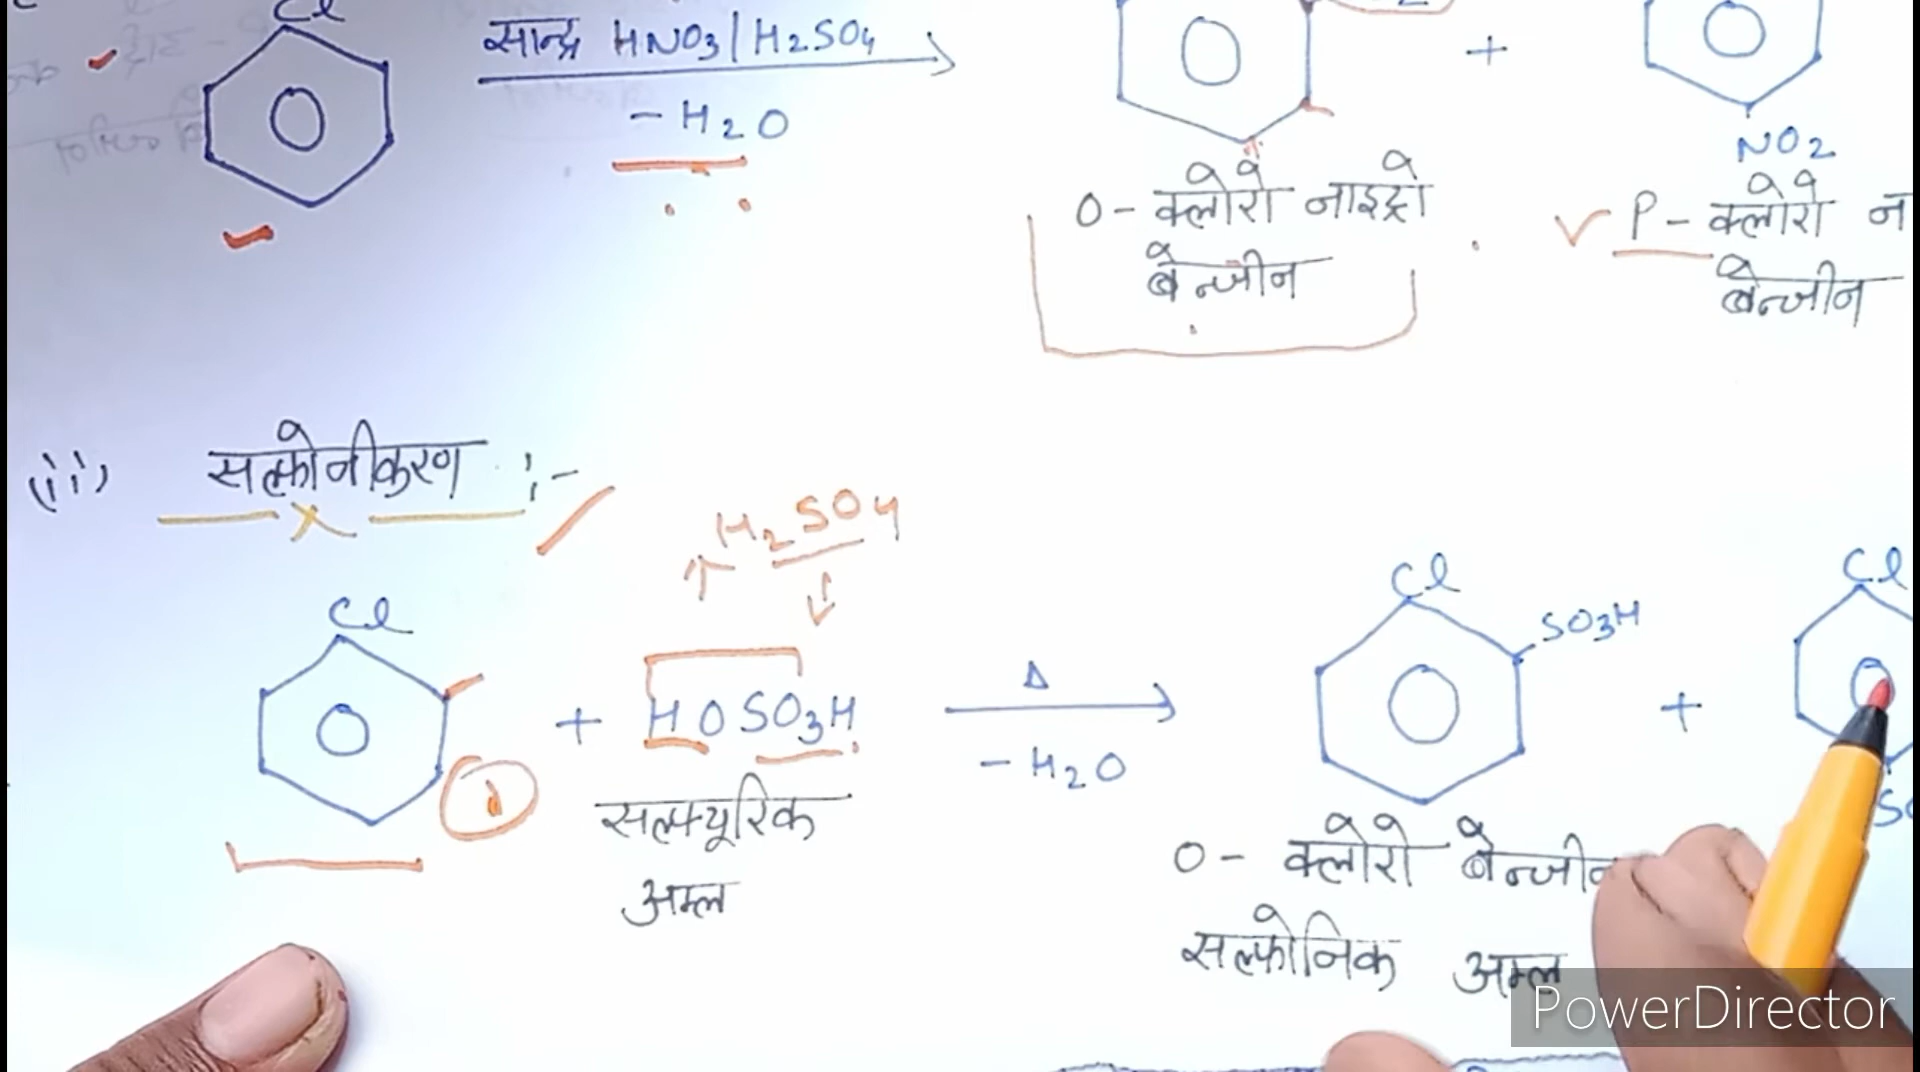 Cl
सान्द्र HNO3/H2SO4
- H2O
+
NO2
O- क्लोरो नाइट्रो
बेन्जीन
P- क्लोरो न
बेन्जीन
(ii) सल्फोनीकरण :-
H2SO4
Cl
+ HOSO3H
सल्फ्यूरिक
अम्ल
Δ
- H2O
Cl
SO3H
+
Cl
O- क्लोरो बेन्जीन
सल्फोनिक अम्ल
PowerDirector